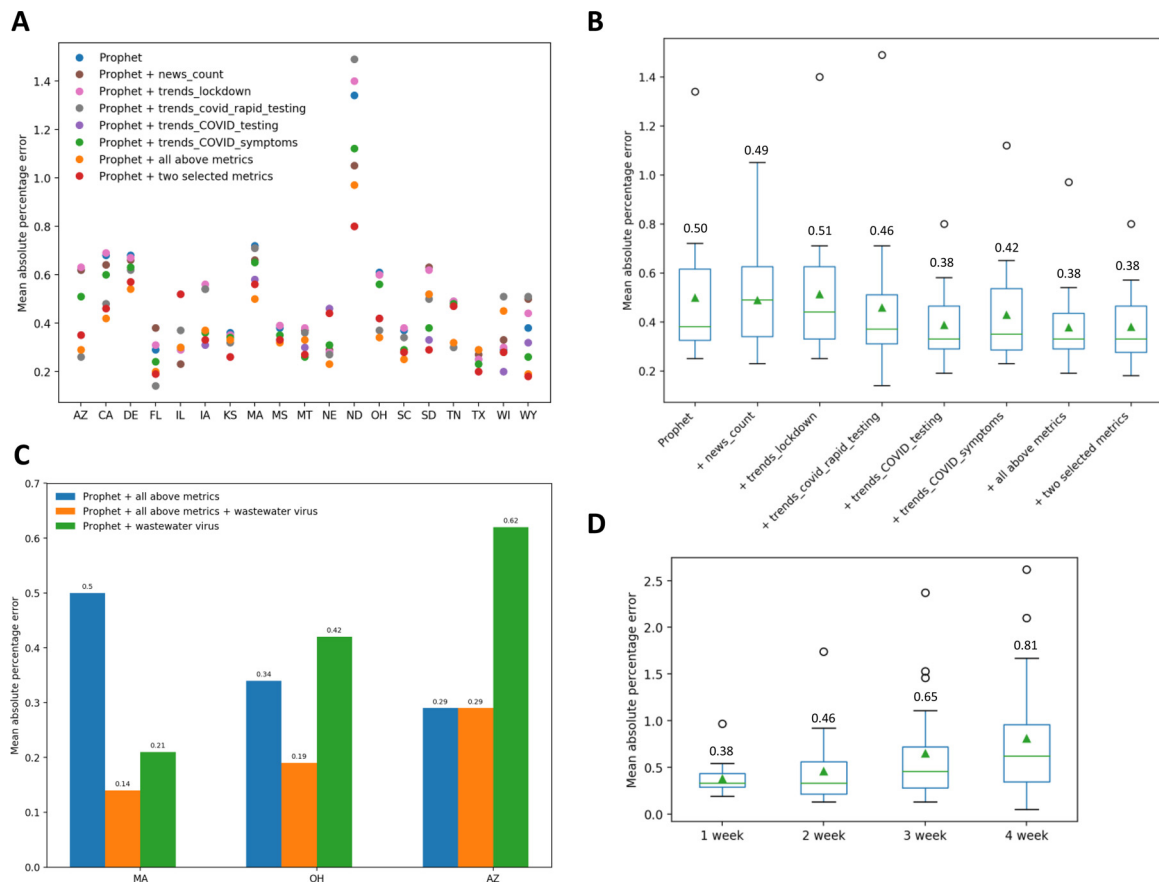 A
Mean absolute percentage error
1.4
1.2
1.0
0.8
0.6
0.4
0.2
Prophet
Prophet + news_count
Prophet + trends_lockdown
Prophet + trends_covid_rapid_testing
Prophet + trends_COVID_testing
Prophet + trends_COVID_symptoms
Prophet + all above metrics
Prophet + two selected metrics
AZ CA DE FL IL IA KS MA MS MT NE ND OH SC SD TN TX WI WY
B
Mean absolute percentage error
1.4
1.2
1.0
0.8
0.6
0.4
0.2
0.50
0.49
0.51
0.46
0.38
0.42
0.38
0.38
Prophet
+ news_count
+ trends_lockdown
+ trends_covid_rapid_testing
+ trends_COVID_testing
+ trends_COVID_symptoms
+ all above metrics
+ two selected metrics
C
Mean absolute percentage error
0.7
0.6
0.5
0.4
0.3
0.2
0.1
0.0
Prophet + all above metrics
Prophet + all above metrics + wastewater virus
Prophet + wastewater virus
0.5
0.14
0.21
0.34
0.19
0.42
0.29
0.29
0.62
MA OH AZ
D
Mean absolute percentage error
2.5
2.0
1.5
1.0
0.5
0.0
0.38
0.46
0.65
0.81
1 week 2 week 3 week 4 week